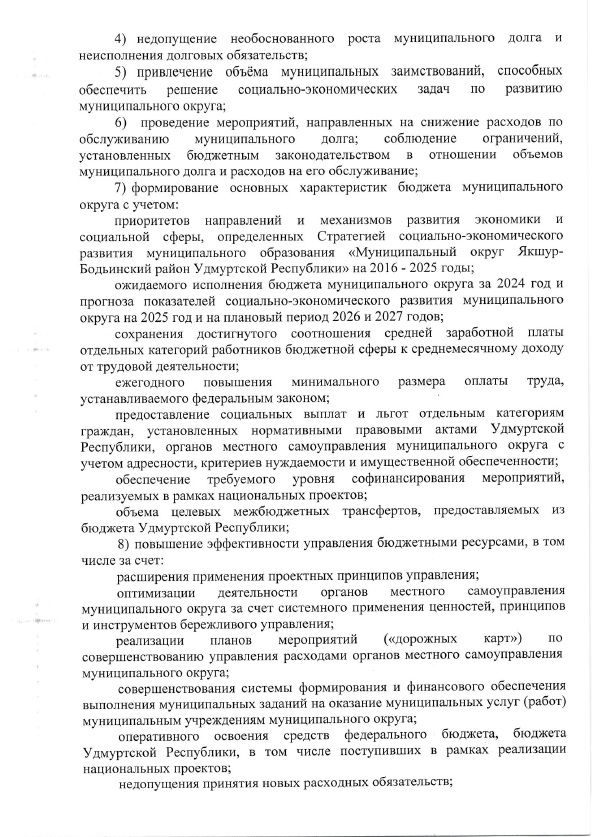 4) недопущение необоснованного роста муниципального долга и
неисполнения долговых обязательств;
5) привлечение объёма муниципальных заимствований, способных
обеспечить решение социально-экономических задач по развитию
муниципального округа;
6) проведение мероприятий, направленных на снижение расходов по
обслуживанию муниципального долга; соблюдение ограничений,
установленных бюджетным законодательством в отношении объемов
муниципального долга и расходов на его обслуживание;
7) формирование основных характеристик бюджета муниципального
округа с учетом:
приоритетов направлений и механизмов развития экономики и
социальной сферы, определенных Стратегией социально-экономического
развития муниципального образования «Муниципальный округ Якшур-
Бодьинский район Удмуртской Республики» на 2016 - 2025 годы;
ожидаемого исполнения бюджета муниципального округа за 2024 год и
прогноза показателей социально-экономического развития муниципального
округа на 2025 год и на плановый период 2026 и 2027 годов;
сохранения достигнутого соотношения средней заработной платы
отдельных категорий работников бюджетной сферы к среднемесячному доходу
от трудовой деятельности;
ежегодного повышения минимального размера оплаты труда,
устанавливаемого федеральным законом;
предоставление социальных выплат и льгот отдельным категориям
граждан, установленных нормативными правовыми актами Удмуртской
Республики, органов местного самоуправления муниципального округа с
учетом адресности, критериев нуждаемости и имущественной обеспеченности;
обеспечение требуемого уровня софинансирования мероприятий,
реализуемых в рамках национальных проектов;
объема целевых межбюджетных трансфертов, предоставляемых из
бюджета Удмуртской Республики;
8) повышение эффективности управления бюджетными ресурсами, в том
числе за счет:
расширения применения проектных принципов управления;
оптимизации деятельности органов местного самоуправления
муниципального округа за счет системного применения ценностей, принципов
и инструментов бережливого управления;
реализации планов мероприятий («дорожных карт») по
совершенствованию управления расходами органов местного самоуправления
муниципального округа;
совершенствования системы формирования и финансового обеспечения
выполнения муниципальных заданий на оказание муниципальных услуг (работ)
муниципальным учреждениям муниципального округа;
оперативного освоения средств федерального бюджета, бюджета
Удмуртской Республики, в том числе поступивших в рамках реализации
национальных проектов;
недопущения принятия новых расходных обязательств;